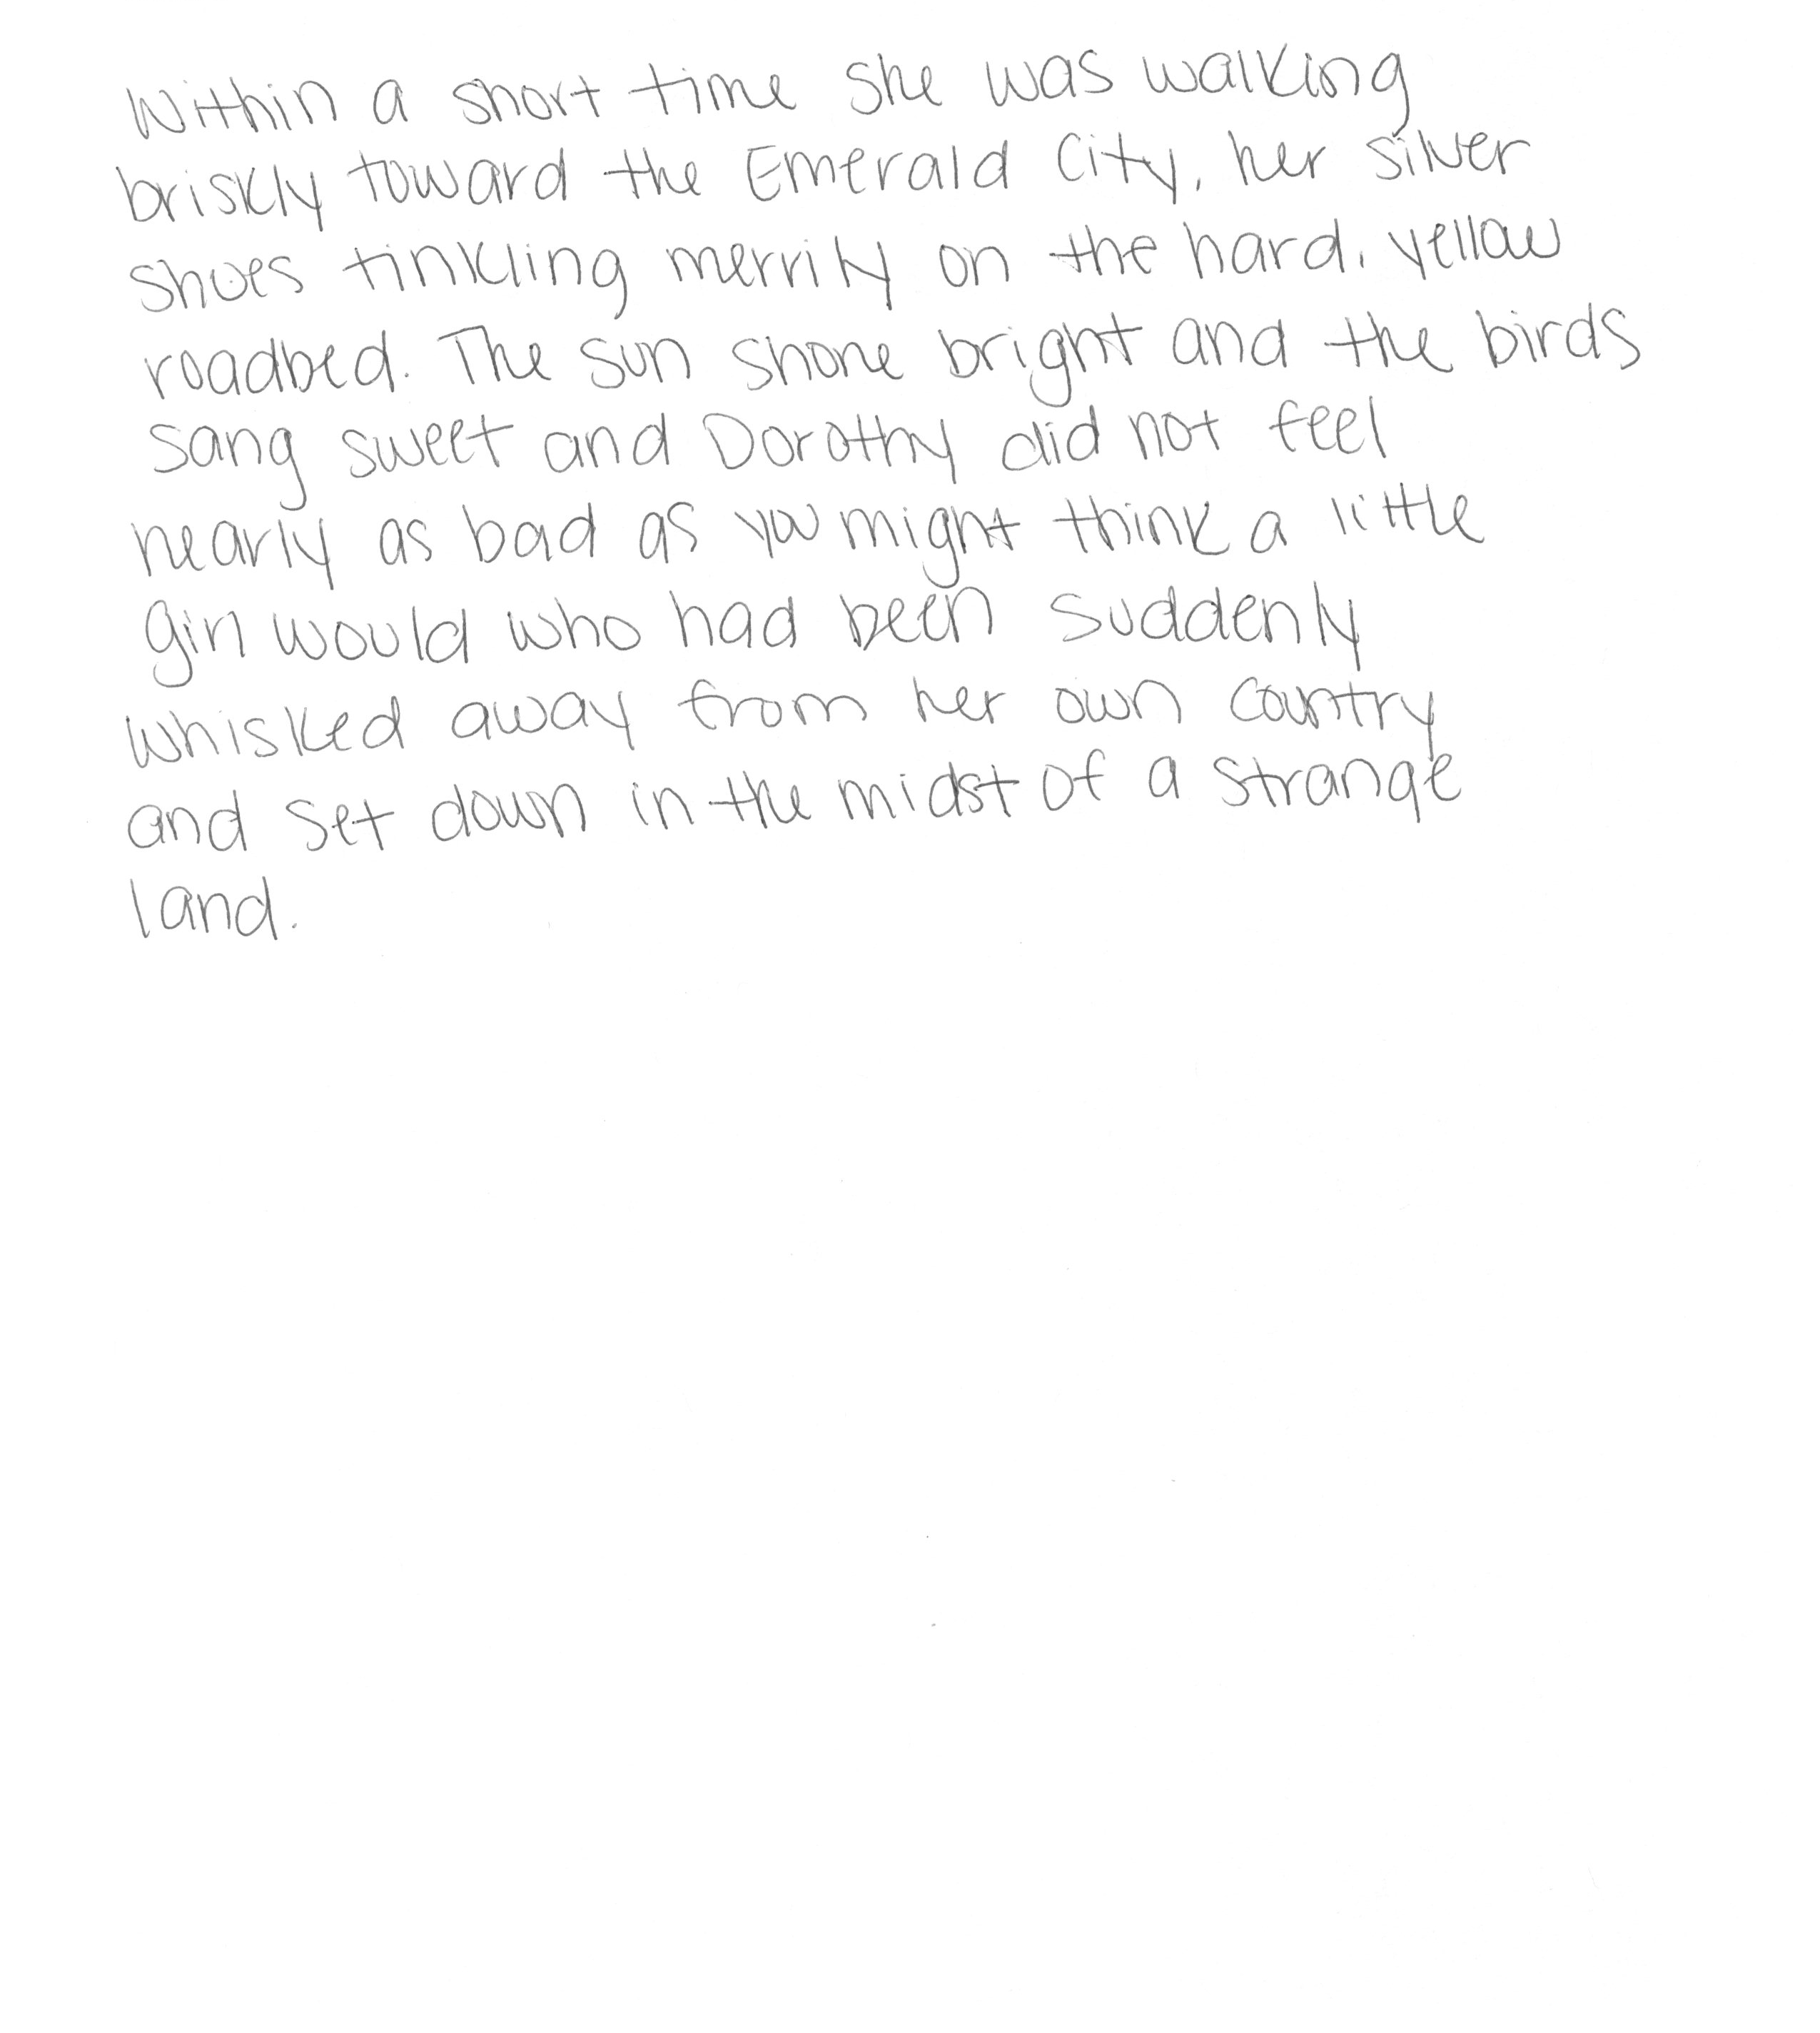 Within a short time she was walking
briskly toward the Emerald City, her silver
shoes tinkling merrily on the hard, yellow
roadbed. The sun shone bright and the birds
sang sweet and Dorothy did not feel
nearly as bad as you might think a little
girl would who had been suddenly
whisked away from her own country
and set down in the midst of a strange
land.